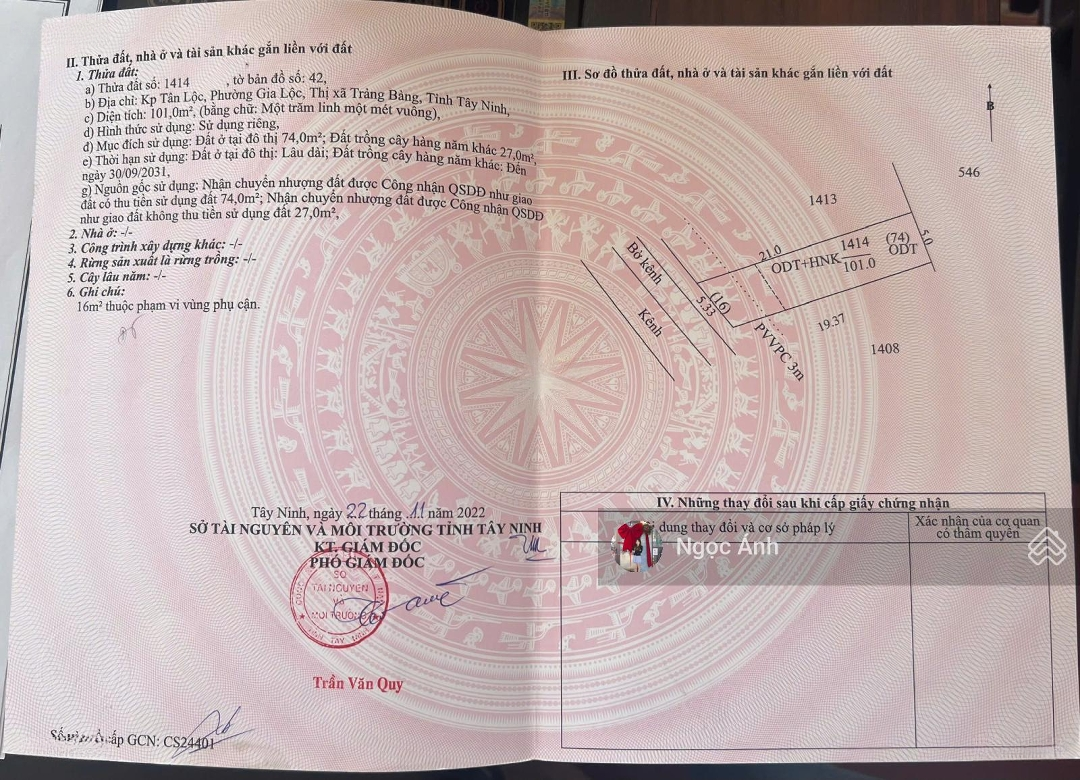 II. Thửa đất, nhà ở và tài sản khác gắn liền với đất
1. Thửa đất:
a) Thửa đất số: 1414 , tờ bản đồ số: 42,
b) Địa chỉ: Kp Tân Lộc, Phường Gia Lộc, Thị xã Trảng Bàng, Tỉnh Tây Ninh,
c) Diện tích: 101,0m², (bằng chữ: Một trăm linh một mét vuông),
d) Hình thức sử dụng: Sử dụng riêng,
đ) Mục đích sử dụng: Đất ở tại đô thị 74,0m²; Đất trồng cây hàng năm khác 27,0m²,
e) Thời hạn sử dụng: Đất ở tại đô thị: Lâu dài; Đất trồng cây hàng năm khác: Đến
ngày 30/09/2031,
g) Nguồn gốc sử dụng: Nhận chuyển nhượng đất được Công nhận QSDĐ như giao
đất có thu tiền sử dụng đất 74,0m²; Nhận chuyển nhượng đất được Công nhận QSDĐ
như giao đất không thu tiền sử dụng đất 27,0m²,
2. Nhà ở: -/-
3. Công trình xây dựng khác: -/-
4. Rừng sản xuất là rừng trồng: -/-
5. Cây lâu năm: -/-
6. Ghi chú:
16m² thuộc phạm vi vùng phụ cận.
Tây Ninh, ngày 22 tháng 11 năm 2022
SỞ TÀI NGUYÊN VÀ MÔI TRƯỜNG TỈNH TÂY NINH
KT. GIÁM ĐỐC
PHÓ GIÁM ĐỐC
SỞ
TÀI NGUYÊN
VÀ
MÔI TRƯỜNG
Trần Văn Quy
cấp GCN: CS24401
III. Sơ đồ thửa đất, nhà ở và tài sản khác gắn liền với đất
B
546
1413
21.0
1414
(74)
5.0
ODT+HNK
101.0
ODT
Bờ kênh
(16)
5.33
Kênh
PVVPC 3m
19.37
1408
IV. Những thay đổi sau khi cấp giấy chứng nhận
dung thay đổi và cơ sở pháp lý
Xác nhận của cơ quan
có thẩm quyền
Ngọc Ánh